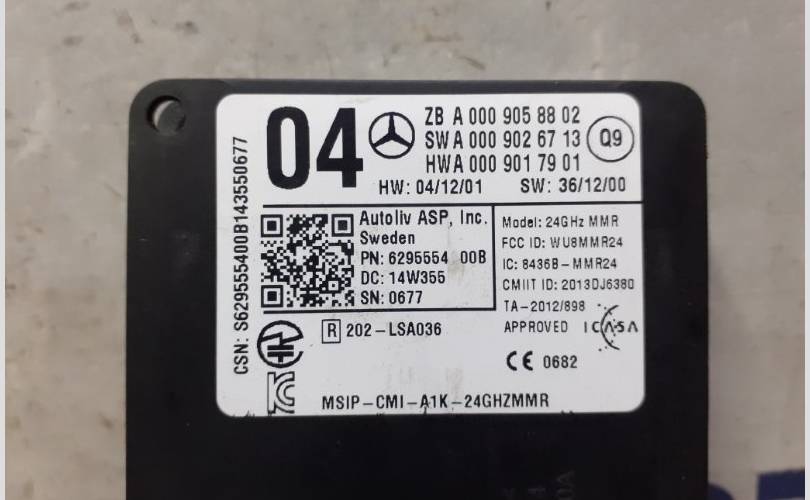 04
ZB A 000 905 88 02
SW A 000 902 67 13
HW A 000 901 79 01
Q9
HW: 04/12/01 SW: 36/12/00
Autoliv ASP, Inc.
Sweden
PN: 6295554 00B
DC: 14W355
SN: 0677
Model: 24GHz MMR
FCC ID: WU8MMR24
IC: 8436B-MMR24
CMIIT ID: 2013DJ6380
TA-2012/898
APPROVED ICASA
R 202-LSA036
CE 0682
MSIP-CMI-A1K-24GHZMMR
CSN: S629555400B143550677